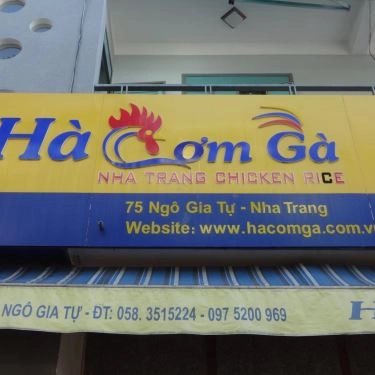 Hà Cơm Gà
NHA TRANG CHICKEN RICE
75 Ngô Gia Tự - Nha Trang
Website: www.hacomga.com.vn
NGÔ GIA TỰ - ĐT: 058. 3515224 - 097 5200 969